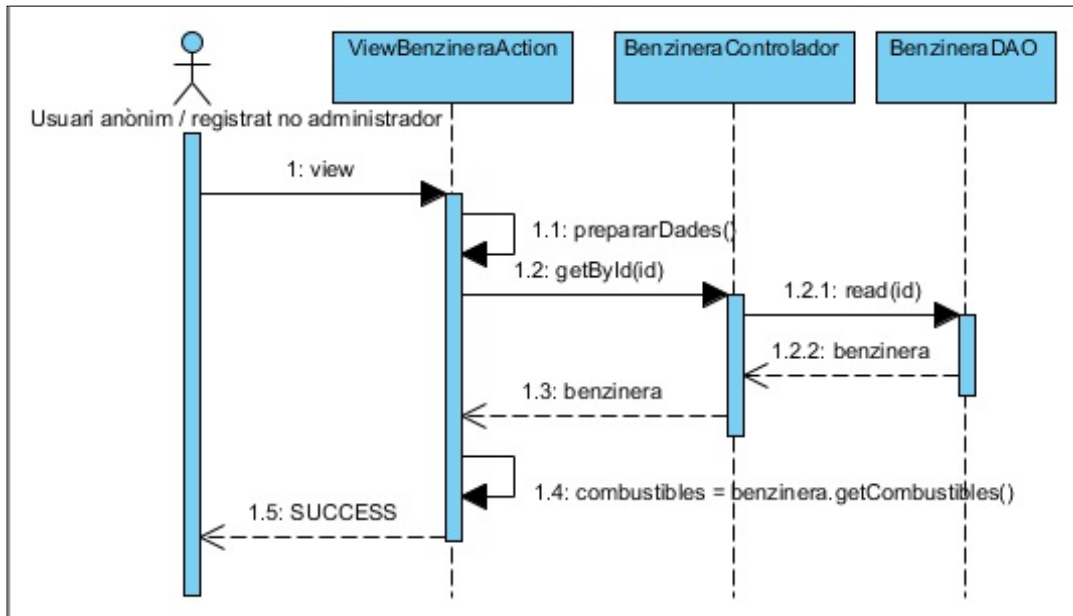 ViewBenzineraAction
BenzineraControlador
BenzineraDAO
Usuari anònim / registrat no administrador
1: view
1.1: prepararDades()
1.2: getById(id)
1.2.1: read(id)
1.2.2: benzinera
1.3: benzinera
1.4: combustibles = benzinera.getCombustibles()
1.5: SUCCESS